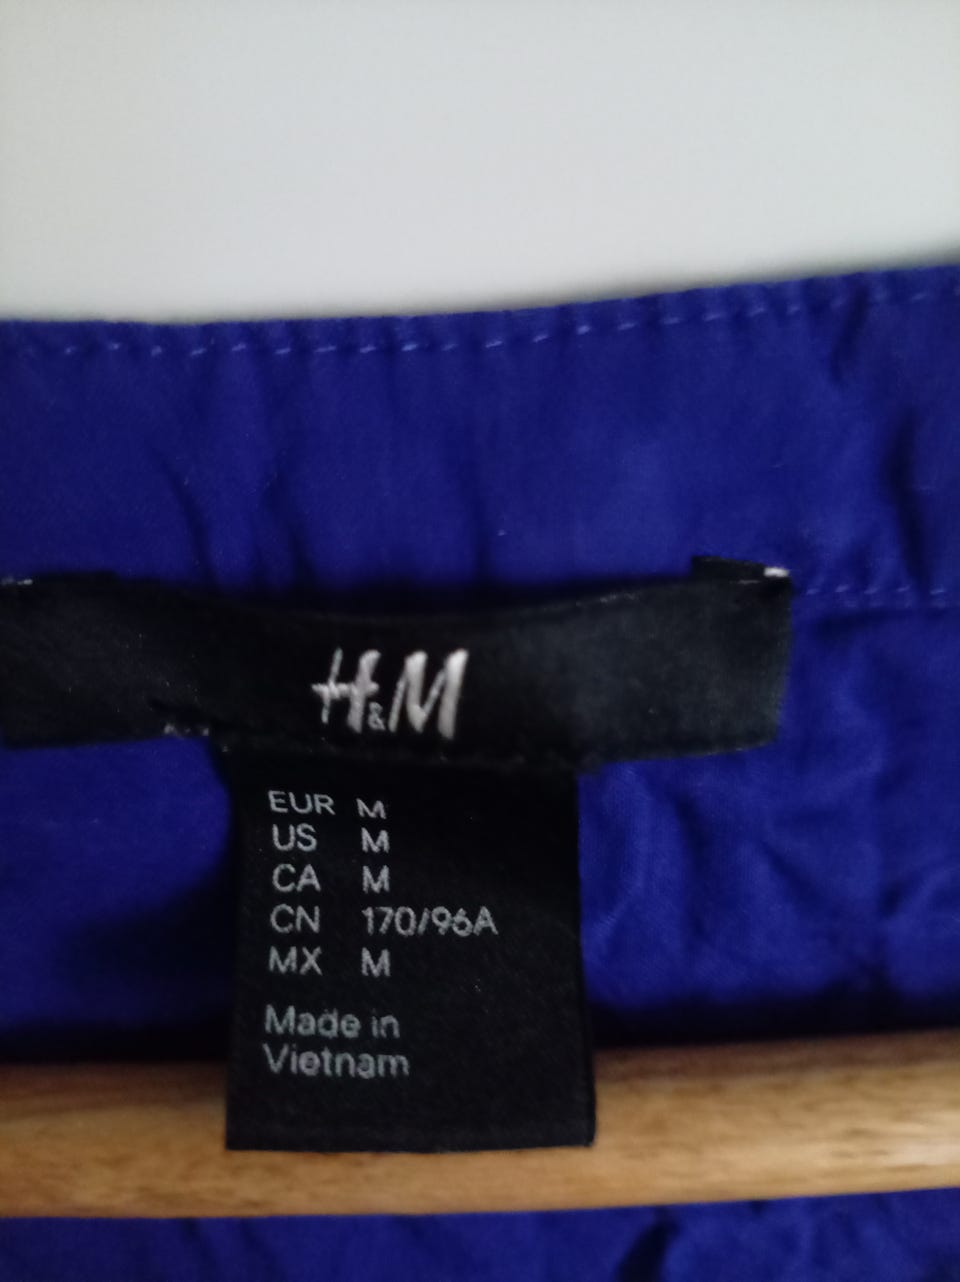 H&M
EUR M
US M
CA M
CN 170/96A
MX M
Made in
Vietnam